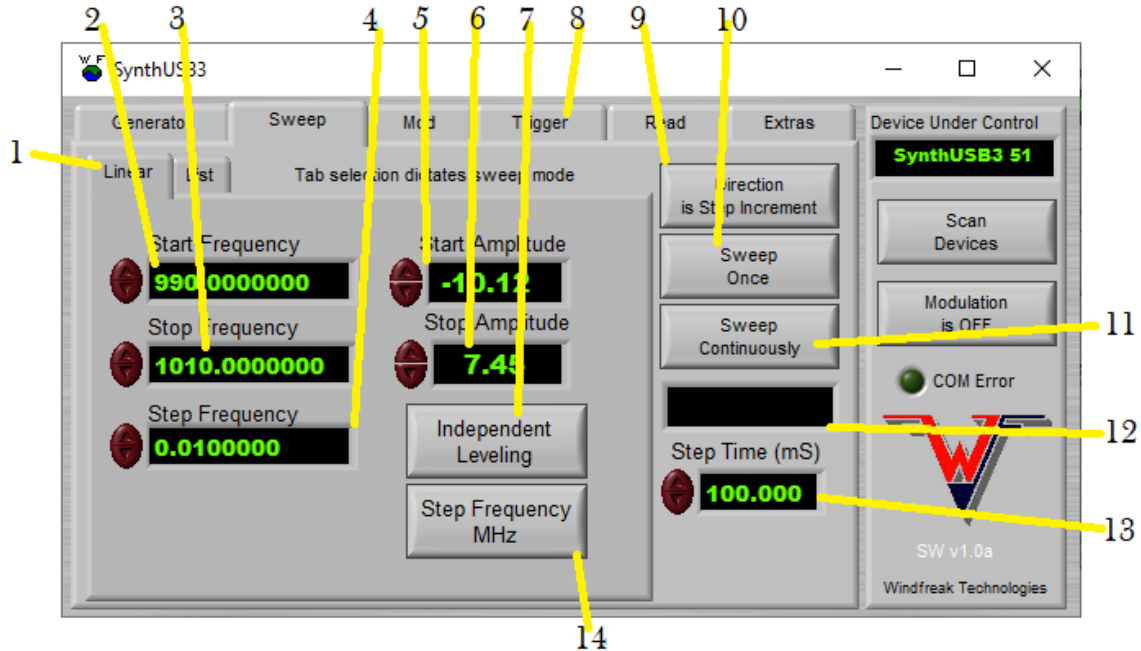 2 3 4 5 6 7 8 9 10
W F
SynthUSB3
Generator Sweep Mod Trigger Read Extras Device Under Control
SynthUSB3 51
1
Linear List Tab selection dictates sweep mode
Direction
is Step Increment
Scan
Devices
Start Frequency Start Amplitude
990.0000000 -10.12
Sweep
Once
Modulation
is OFF
Stop Frequency Stop Amplitude
1010.0000000 7.45
Sweep
Continuously
11
COM Error
Step Frequency
0.0100000
Independent
Leveling
12
Step Time (mS)
100.000
13
Step Frequency
MHz
W
SW v1.0a
Windfreak Technologies
14